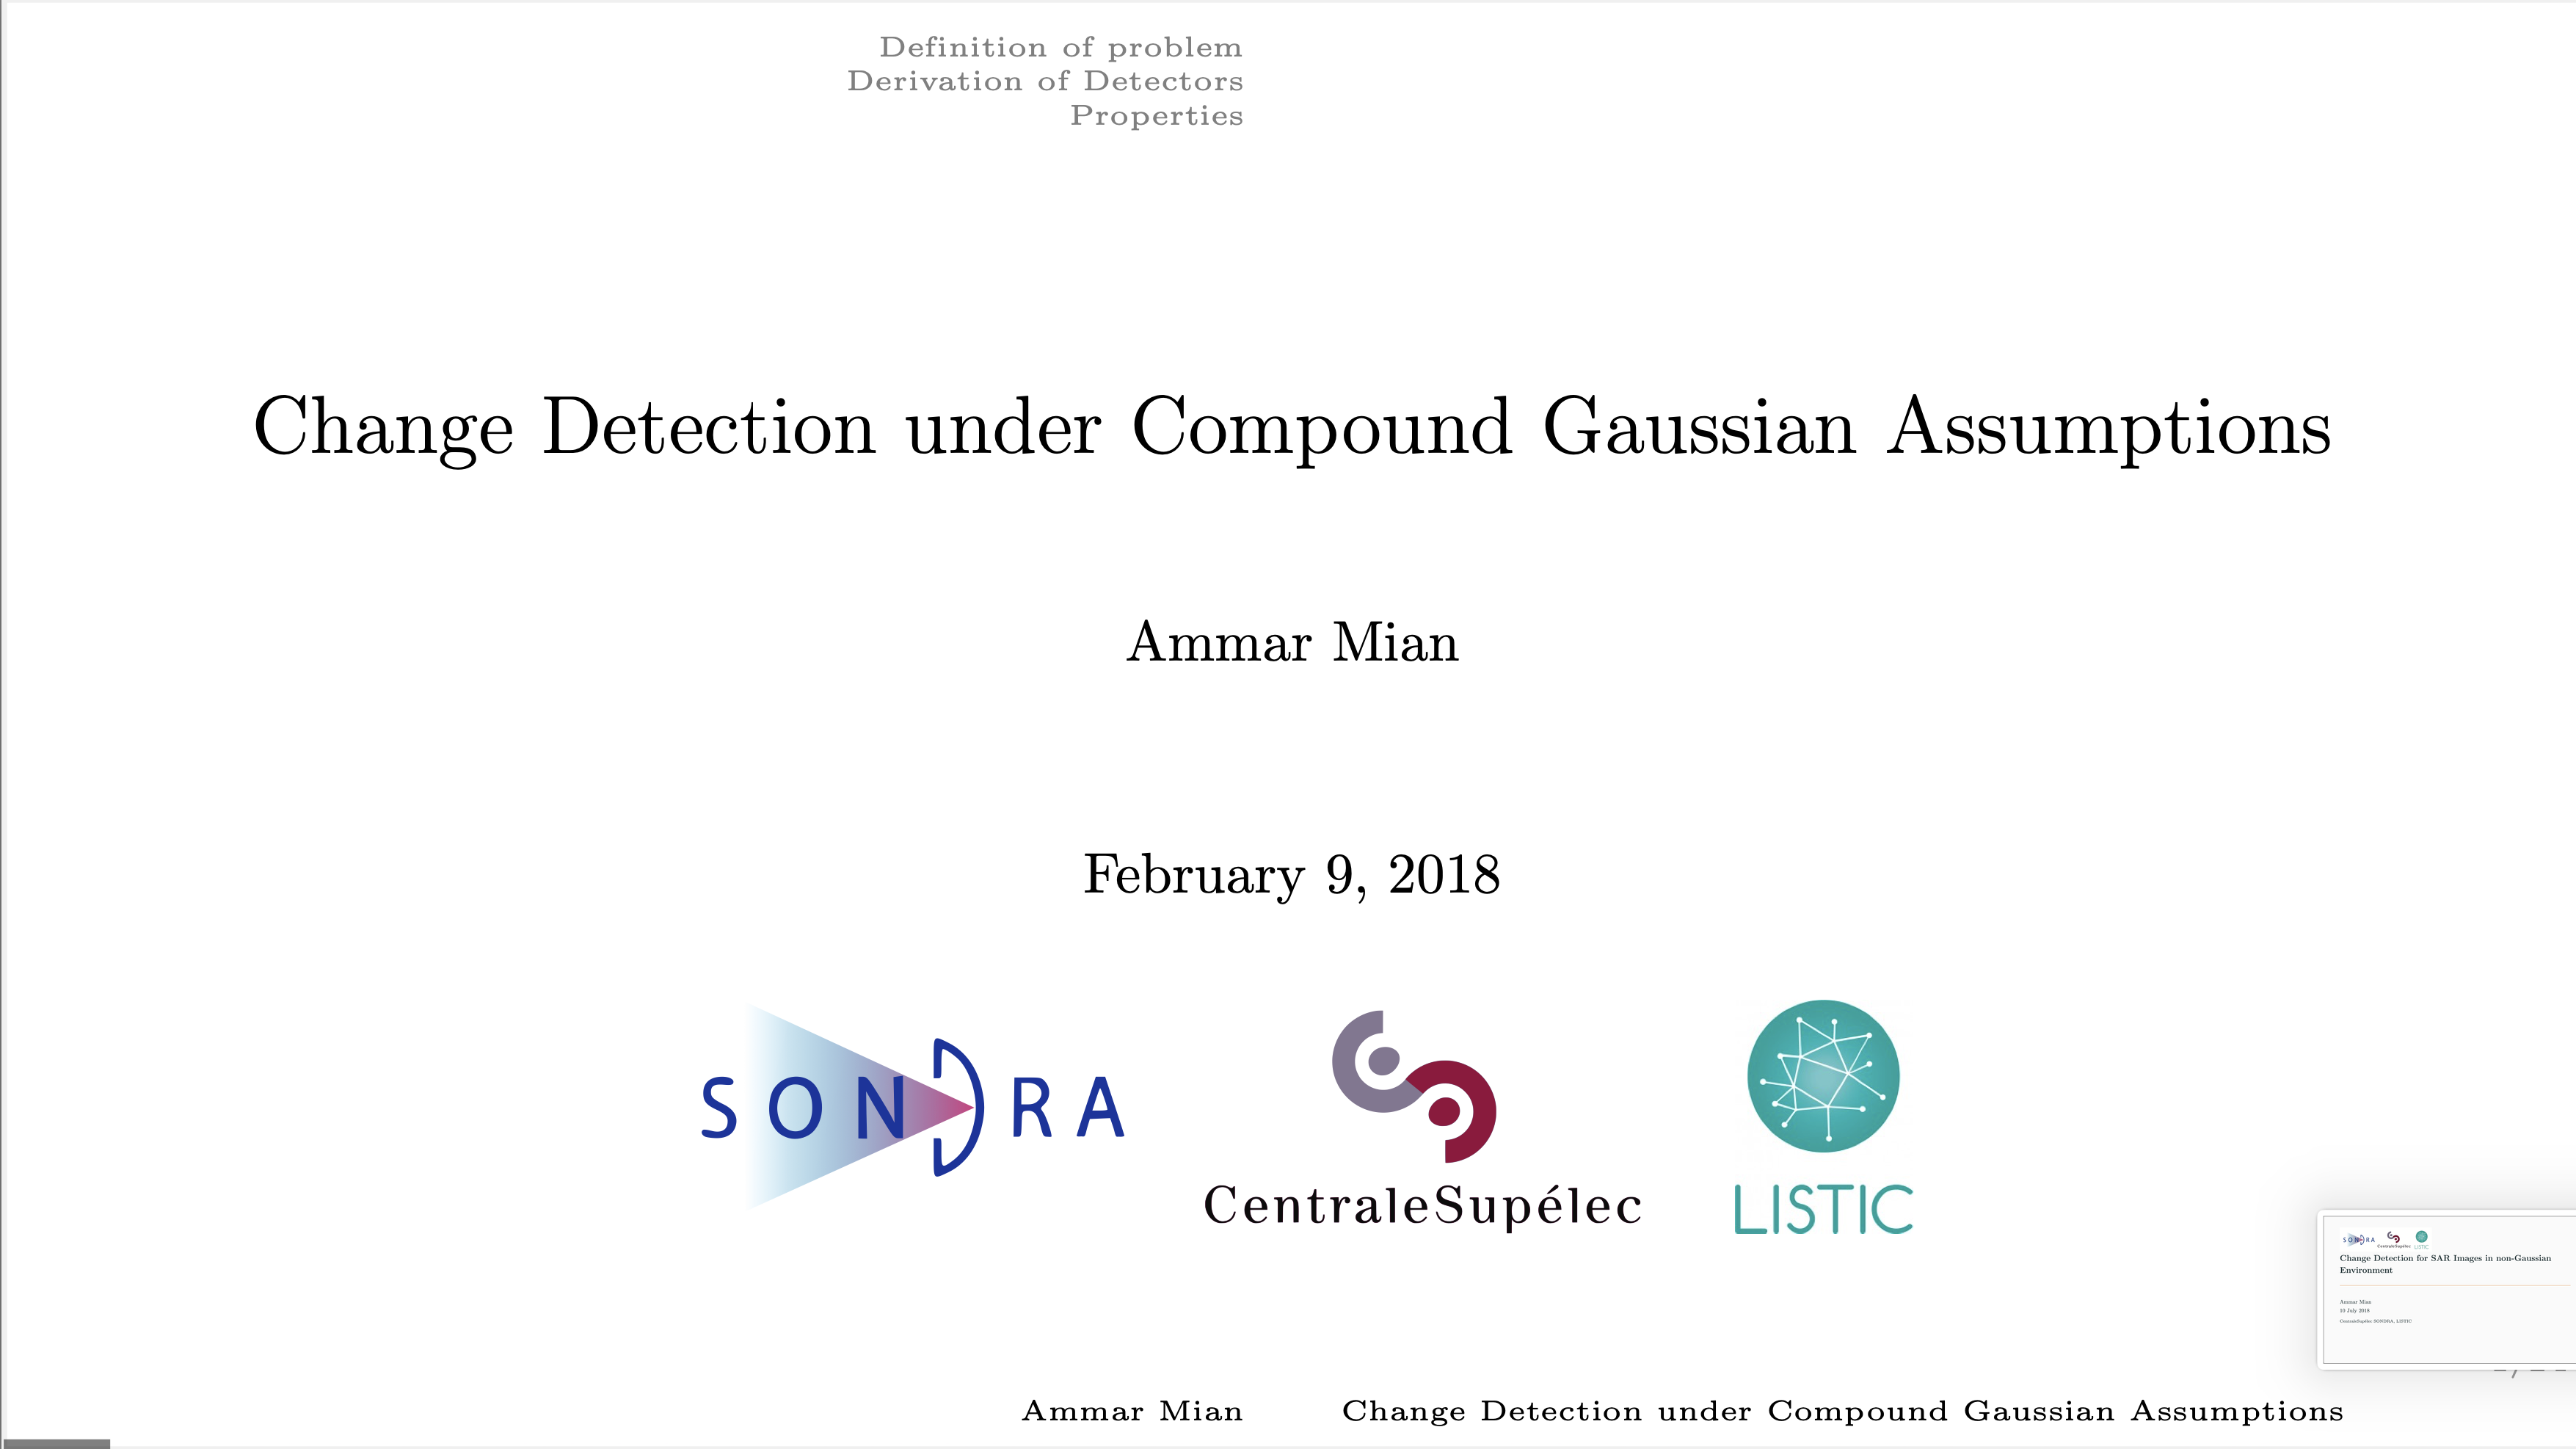 Definition of problem
Derivation of Detectors
Properties
Change Detection under Compound Gaussian Assumptions
Ammar Mian
February 9, 2018
SONDRA
CentraleSupélec
LISTIC
SONDRA
CentraleSupélec
LISTIC
Change Detection for SAR Images in non-Gaussian
Environment
Ammar Mian
10 July 2018
CentraleSupélec SONDRA, LISTIC
Ammar Mian
Change Detection under Compound Gaussian Assumptions